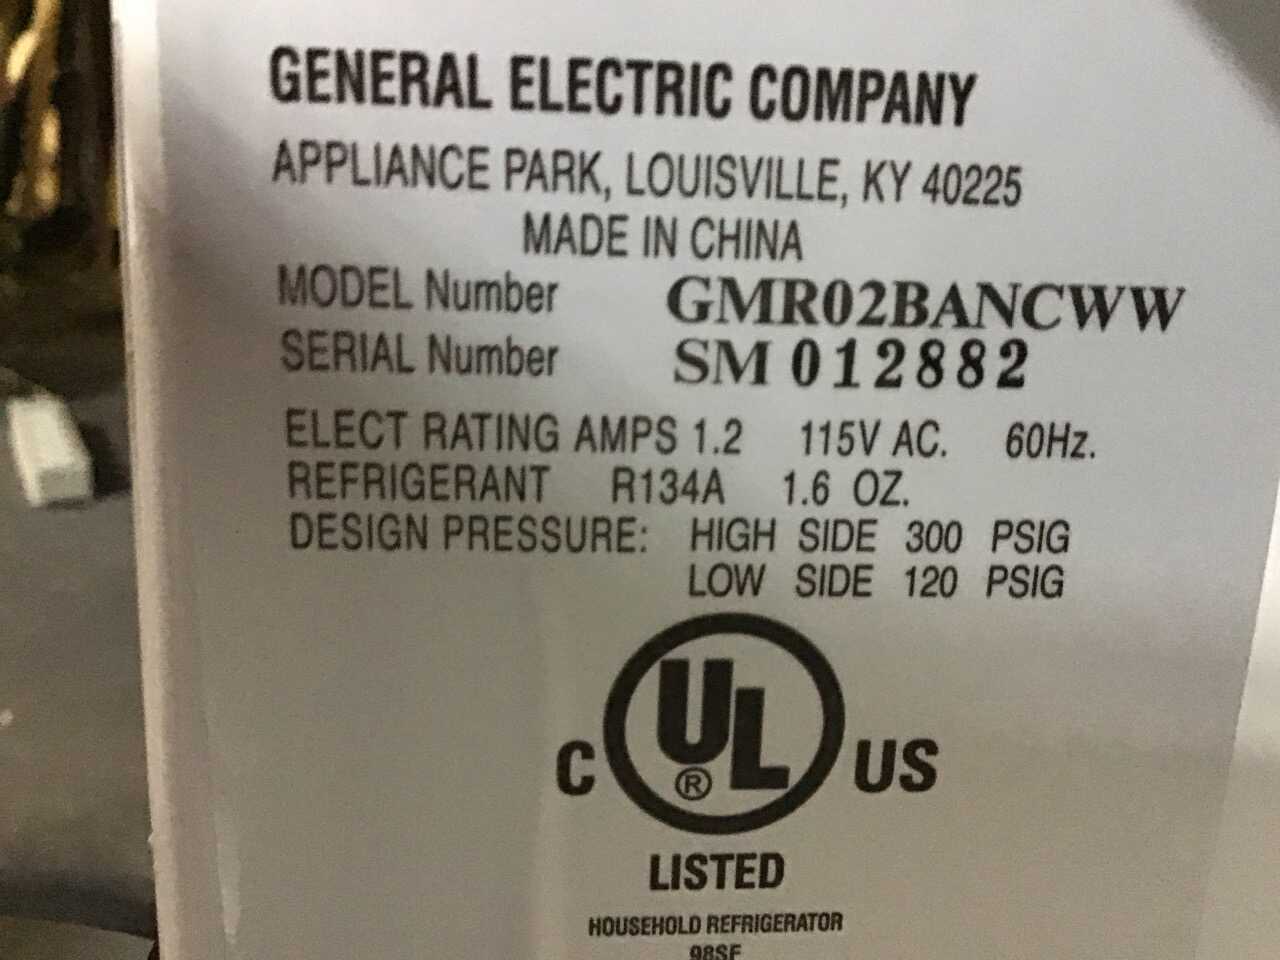 GENERAL ELECTRIC COMPANY
APPLIANCE PARK, LOUISVILLE, KY 40225
MADE IN CHINA
MODEL Number GMR02BANCWW
SERIAL Number SM 012882
ELECT RATING AMPS 1.2 115V AC. 60Hz.
REFRIGERANT R134A 1.6 OZ.
DESIGN PRESSURE: HIGH SIDE 300 PSIG
LOW SIDE 120 PSIG
C UL ® US
LISTED
HOUSEHOLD REFRIGERATOR
98SF